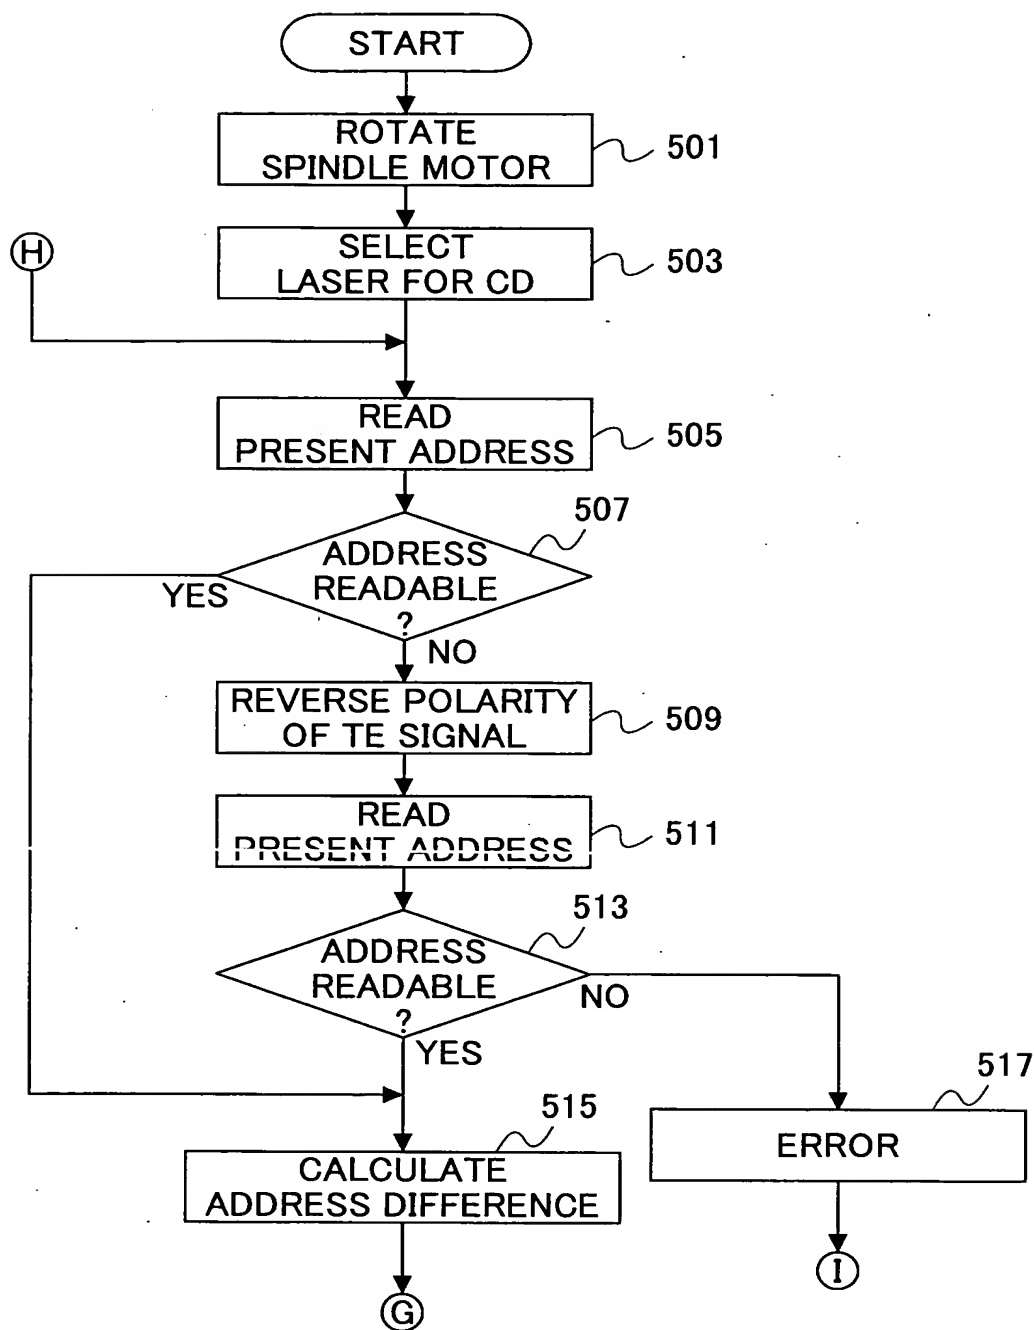 START
ROTATE
SPINDLE MOTOR
501
SELECT
LASER FOR CD
503
H
READ
PRESENT ADDRESS
505
507
ADDRESS
READABLE
?
YES
NO
REVERSE POLARITY
OF TE SIGNAL
509
READ
PRESENT ADDRESS
511
513
ADDRESS
READABLE
?
NO
YES
517
ERROR
515
CALCULATE
ADDRESS DIFFERENCE
I
G